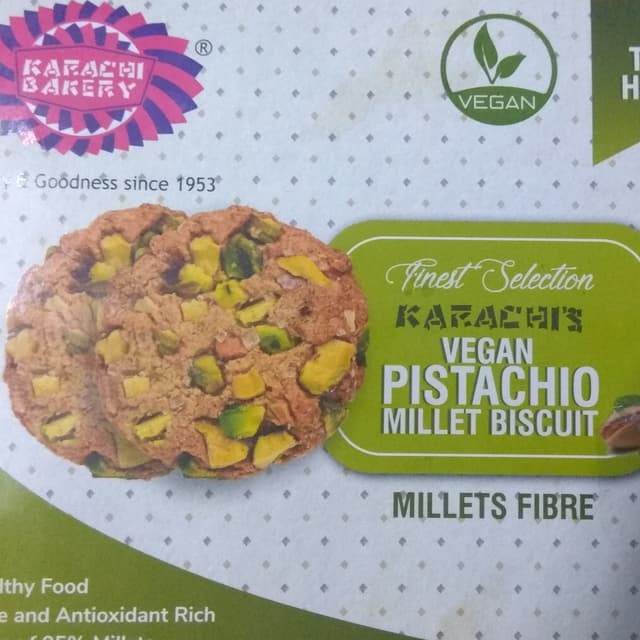 KARACHI
BAKERY
®
Goodness since 1953
VEGAN
Finest Selection
KARACHI'S
VEGAN
PISTACHIO
MILLET BISCUIT
MILLETS FIBRE
lthy Food
e and Antioxidant Rich